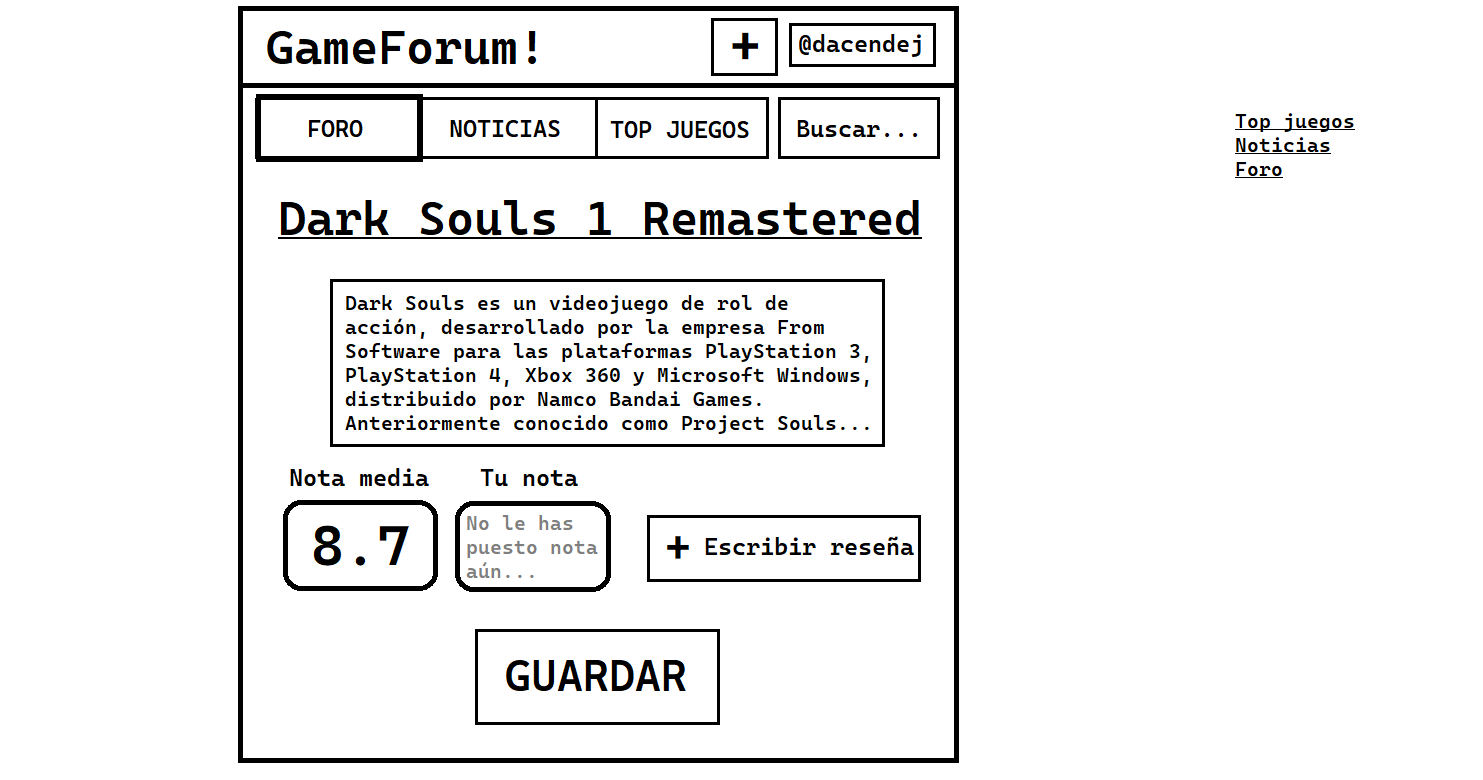 GameForum!
+
@dacendej
FORO
NOTICIAS
TOP JUEGOS
Buscar...
Top juegos
Noticias
Foro
Dark Souls 1 Remastered
Dark Souls es un videojuego de rol de
acción, desarrollado por la empresa From
Software para las plataformas PlayStation 3,
PlayStation 4, Xbox 360 y Microsoft Windows,
distribuido por Namco Bandai Games.
Anteriormente conocido como Project Souls...
Nota media
8.7
Tu nota
No le has
puesto nota
aún...
+ Escribir reseña
GUARDAR